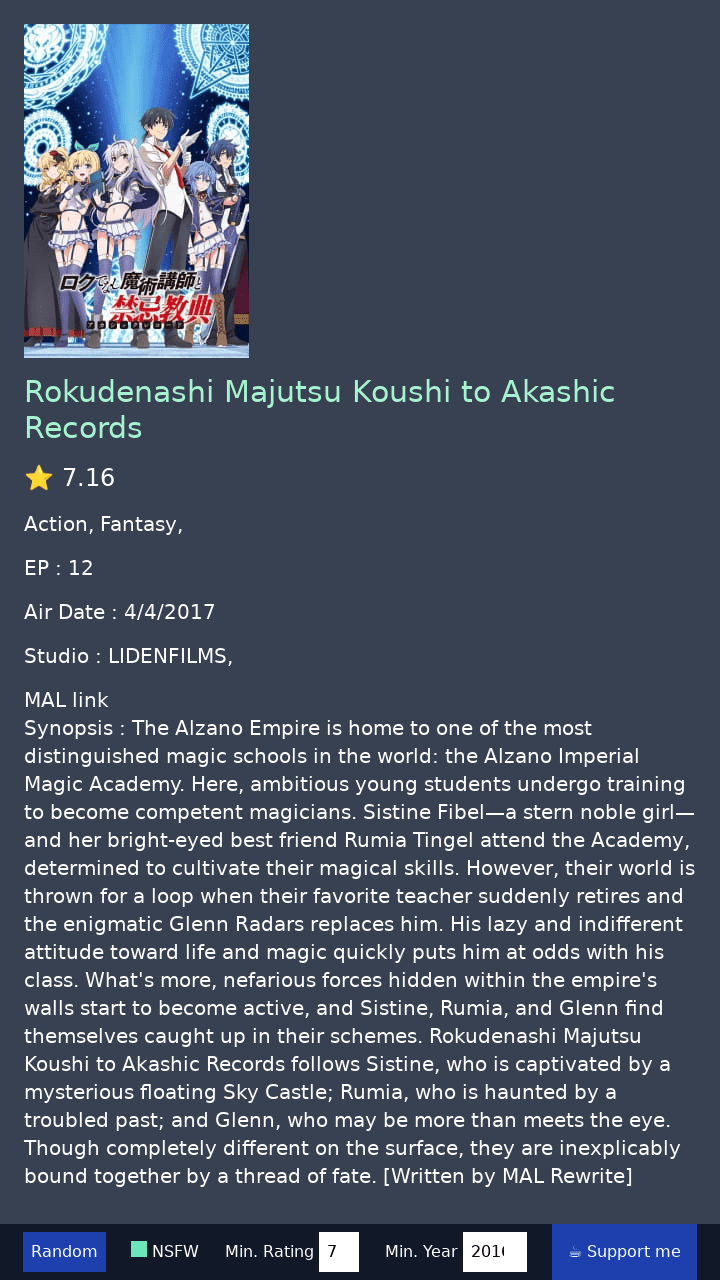 ロクでなし魔術講師と
禁忌教典
アカシックレコード
Rokudenashi Majutsu Koushi to Akashic
Records
⭐ 7.16
Action, Fantasy,
EP : 12
Air Date : 4/4/2017
Studio : LIDENFILMS,
MAL link
Synopsis : The Alzano Empire is home to one of the most
distinguished magic schools in the world: the Alzano Imperial
Magic Academy. Here, ambitious young students undergo training
to become competent magicians. Sistine Fibel—a stern noble girl—
and her bright-eyed best friend Rumia Tingel attend the Academy,
determined to cultivate their magical skills. However, their world is
thrown for a loop when their favorite teacher suddenly retires and
the enigmatic Glenn Radars replaces him. His lazy and indifferent
attitude toward life and magic quickly puts him at odds with his
class. What's more, nefarious forces hidden within the empire's
walls start to become active, and Sistine, Rumia, and Glenn find
themselves caught up in their schemes. Rokudenashi Majutsu
Koushi to Akashic Records follows Sistine, who is captivated by a
mysterious floating Sky Castle; Rumia, who is haunted by a
troubled past; and Glenn, who may be more than meets the eye.
Though completely different on the surface, they are inexplicably
bound together by a thread of fate. [Written by MAL Rewrite]
Random NSFW Min. Rating 7 Min. Year 2016 ☕ Support me